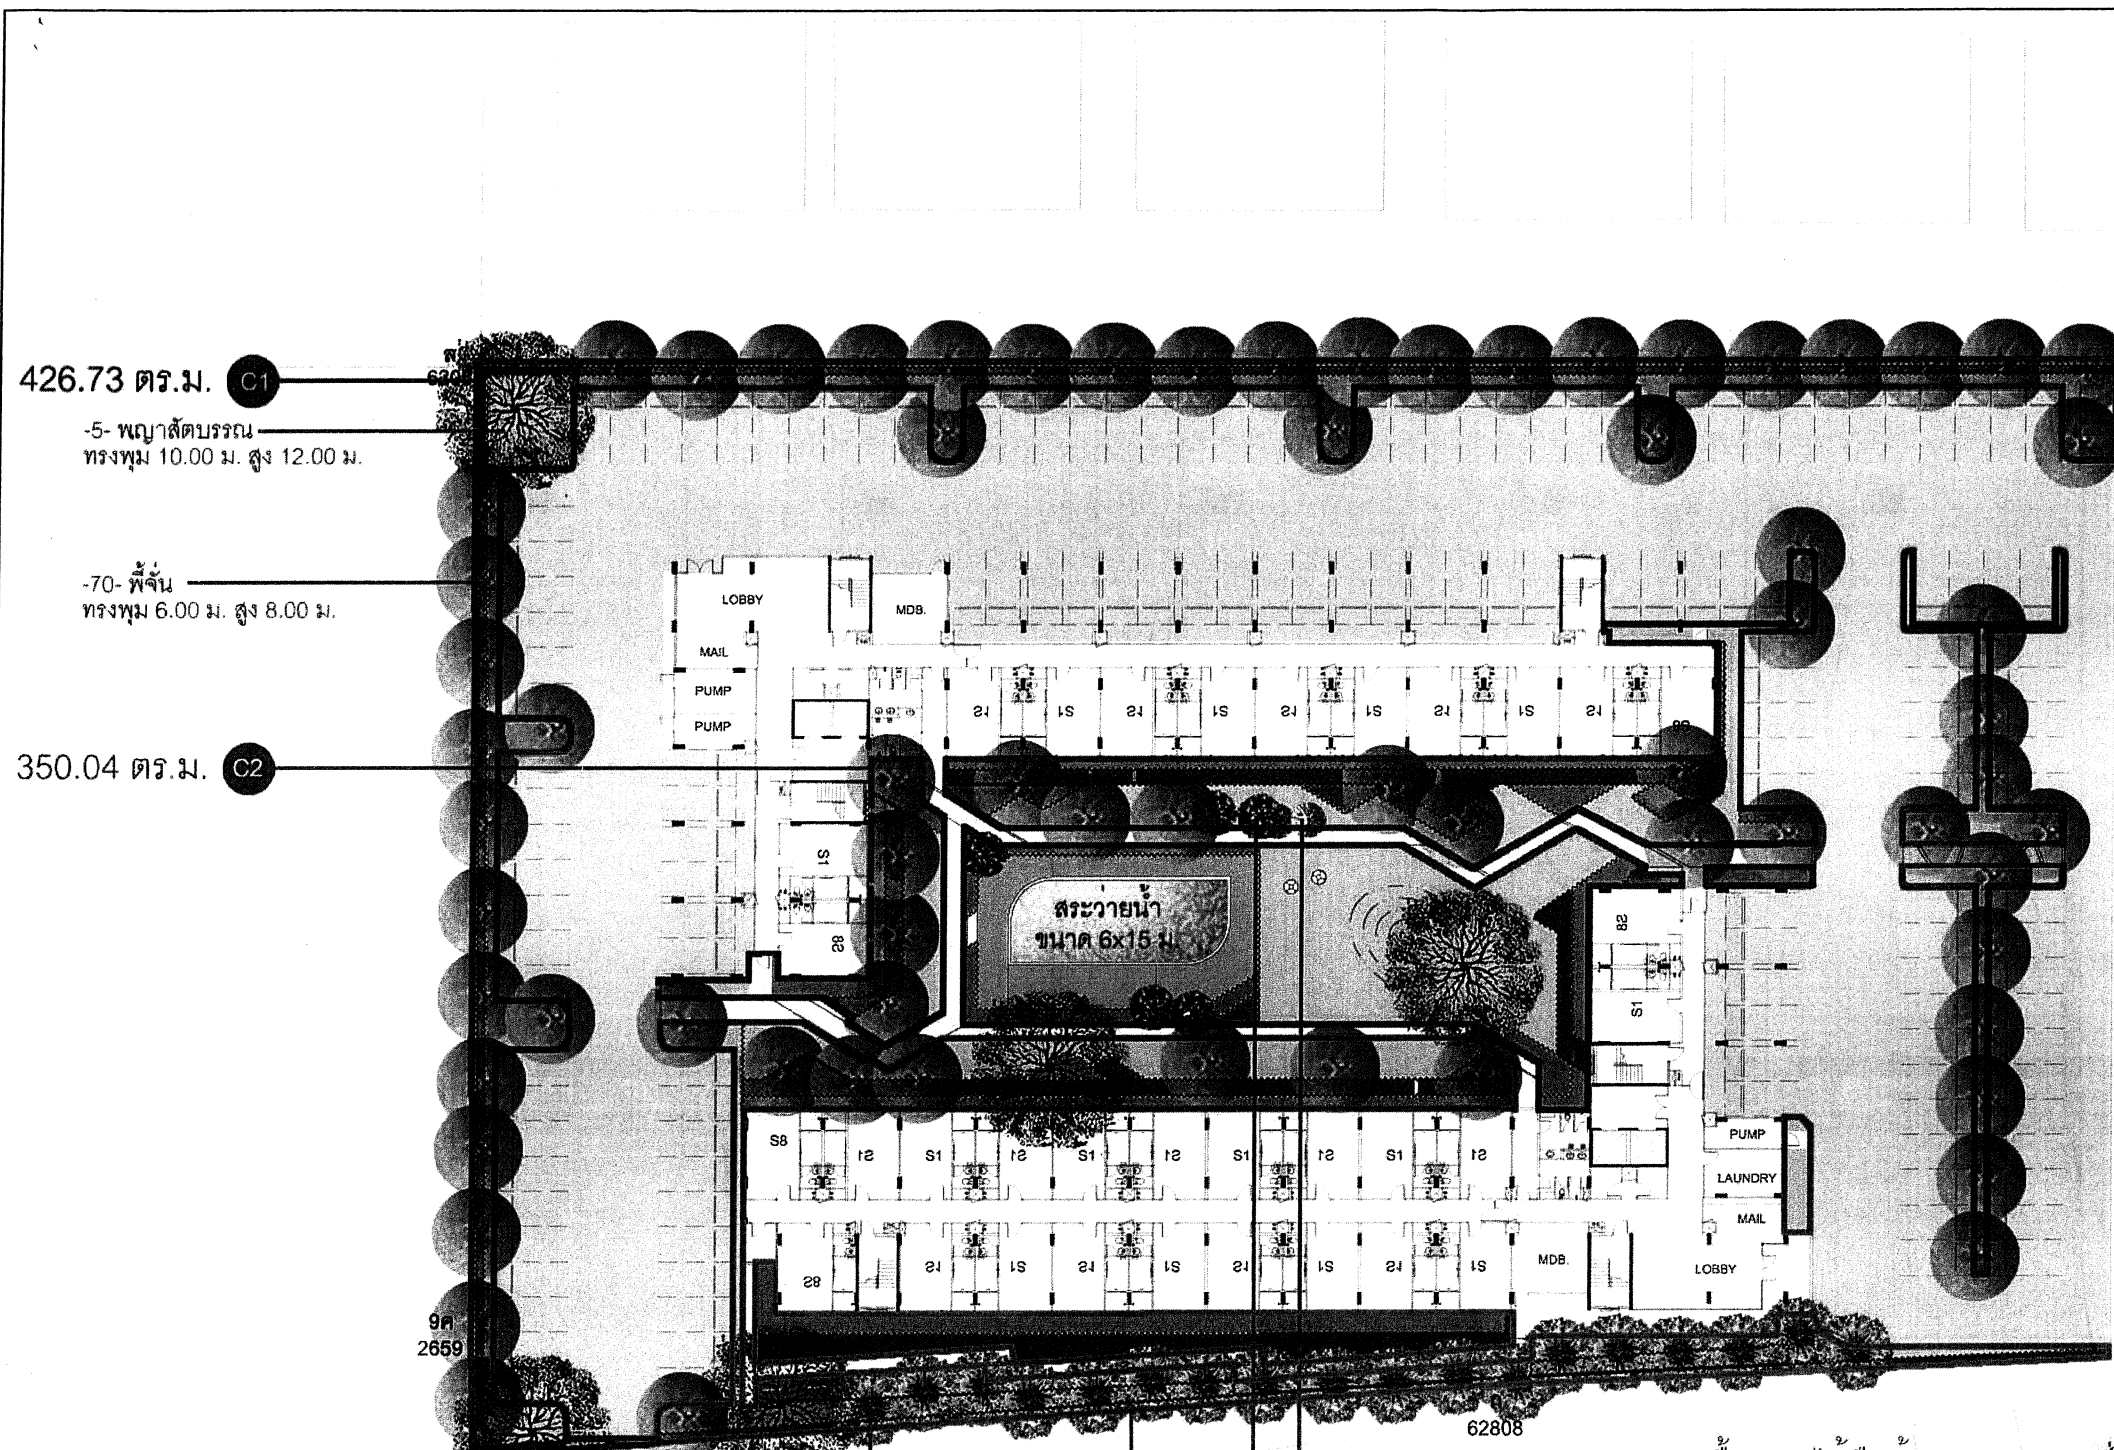 426.73 ตร.ม. C1
-5- พญาสัตบรรณ
ทรงพุ่ม 10.00 ม. สูง 12.00 ม.
-70- พี้จั่น
ทรงพุ่ม 6.00 ม. สูง 8.00 ม.
350.04 ตร.ม. C2
LOBBY
MDB.
MAIL
PUMP
PUMP
S1 S1 S1 S1 S1 S1 S1 S1 S1
S1
S8
สระว่ายน้ำ
ขนาด 6x15 ม.
S8
S1
S8 S1 S1 S1 S1 S1 S1 S1 S1 S1
PUMP
LAUNDRY
MAIL
LOBBY
MDB.
S8 S1 S1 S1 S1 S1 S1 S1 S1
9ค
2659
62808